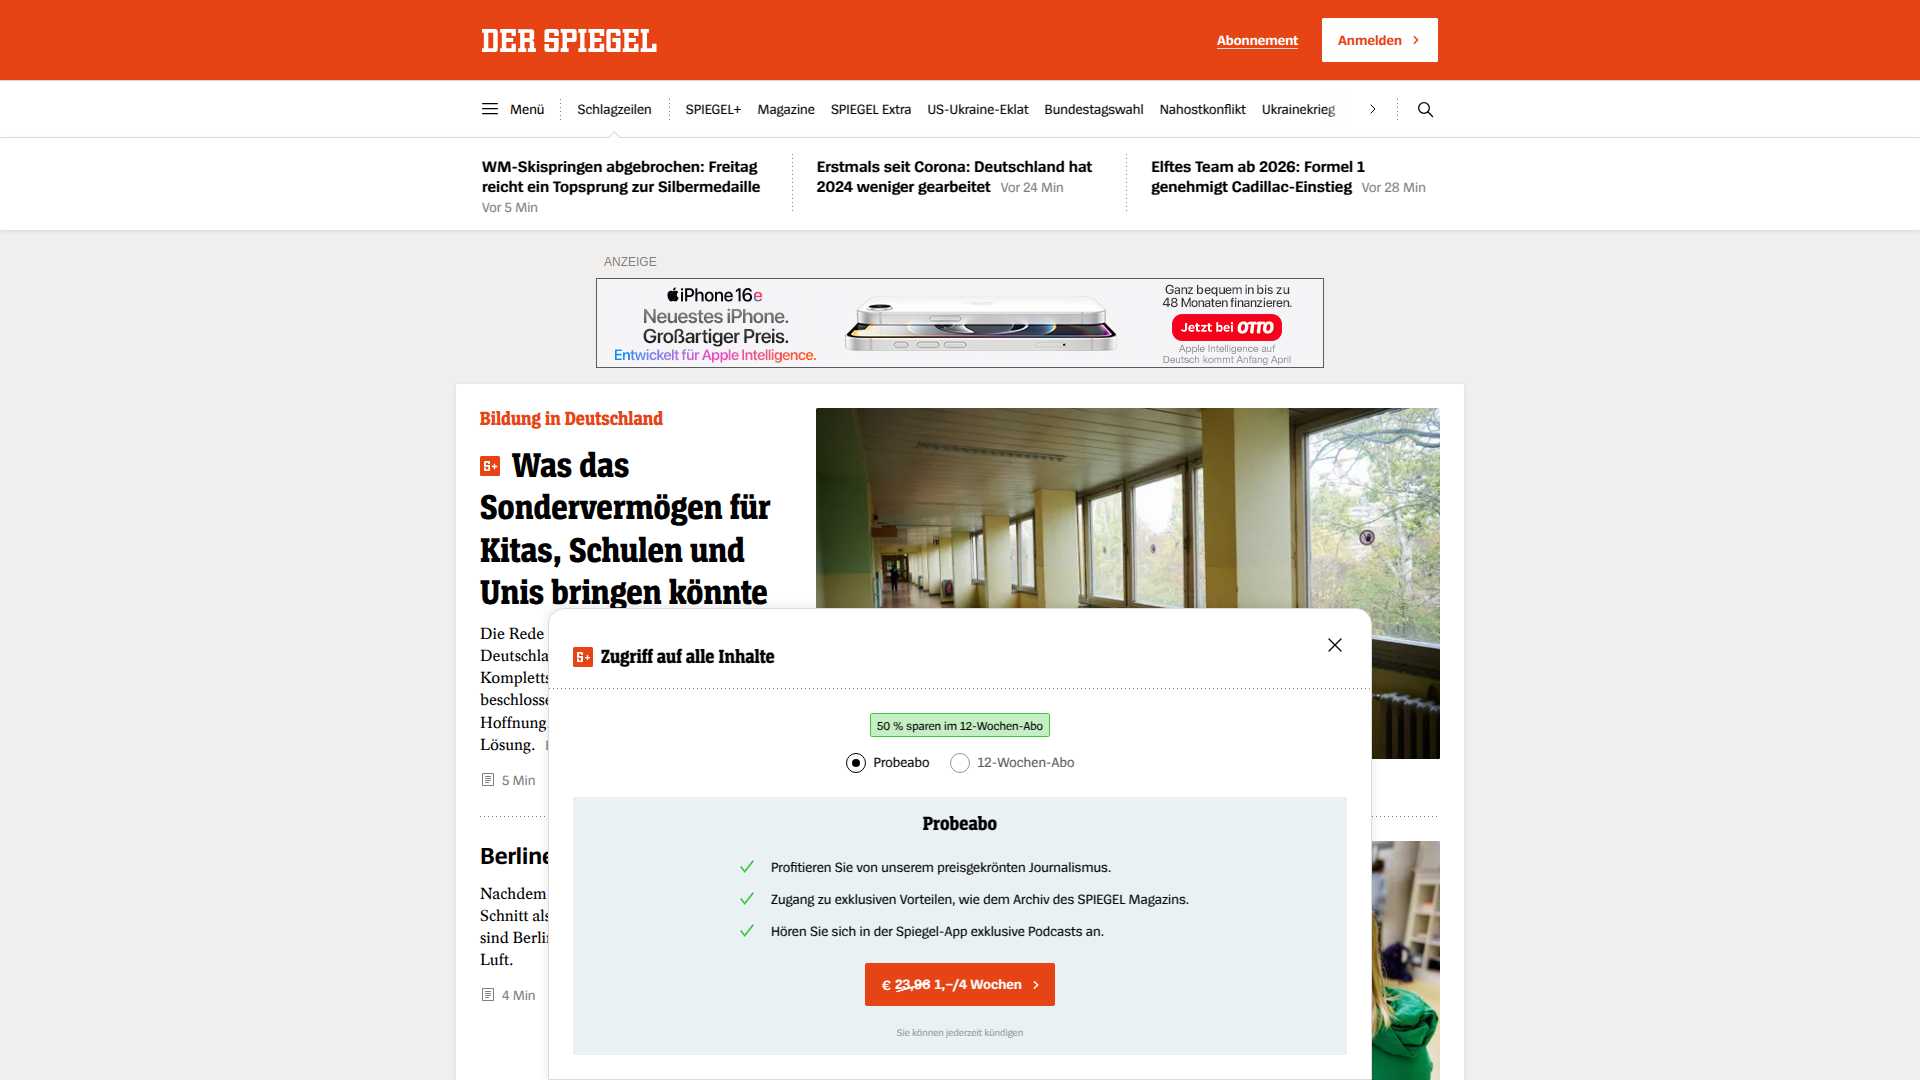 DER SPIEGEL
Abonnement
Anmelden
Menü
Schlagzeilen
SPIEGEL+
Magazine
SPIEGEL Extra
US-Ukraine-Eklat
Bundestagswahl
Nahostkonflikt
Ukrainekrieg
WM-Skispringen abgebrochen: Freitag
reicht ein Topsprung zur Silbermedaille
Vor 5 Min
Erstmals seit Corona: Deutschland hat
2024 weniger gearbeitet Vor 24 Min
Elftes Team ab 2026: Formel 1
genehmigt Cadillac-Einstieg Vor 28 Min
ANZEIGE
iPhone 16e
Neuestes iPhone.
Großartiger Preis.
Entwickelt für Apple Intelligence.
Ganz bequem in bis zu
48 Monaten finanzieren.
Jetzt bei OTTO
Apple Intelligence auf
Deutsch kommt Anfang April
Bildung in Deutschland
S+ Was das
Sondervermögen für
Kitas, Schulen und
Unis bringen könnte
Die Rede
Deutschla
Kompletts
beschlosse
Hoffnung
Lösung.
5 Min
Berline
Nachdem
Schnitt als
sind Berli
Luft.
4 Min
S+ Zugriff auf alle Inhalte
50 % sparen im 12-Wochen-Abo
Probeabo
12-Wochen-Abo
Probeabo
Profitieren Sie von unserem preisgekrönten Journalismus.
Zugang zu exklusiven Vorteilen, wie dem Archiv des SPIEGEL Magazins.
Hören Sie sich in der Spiegel-App exklusive Podcasts an.
€ 23,96 1,–/4 Wochen
Sie können jederzeit kündigen